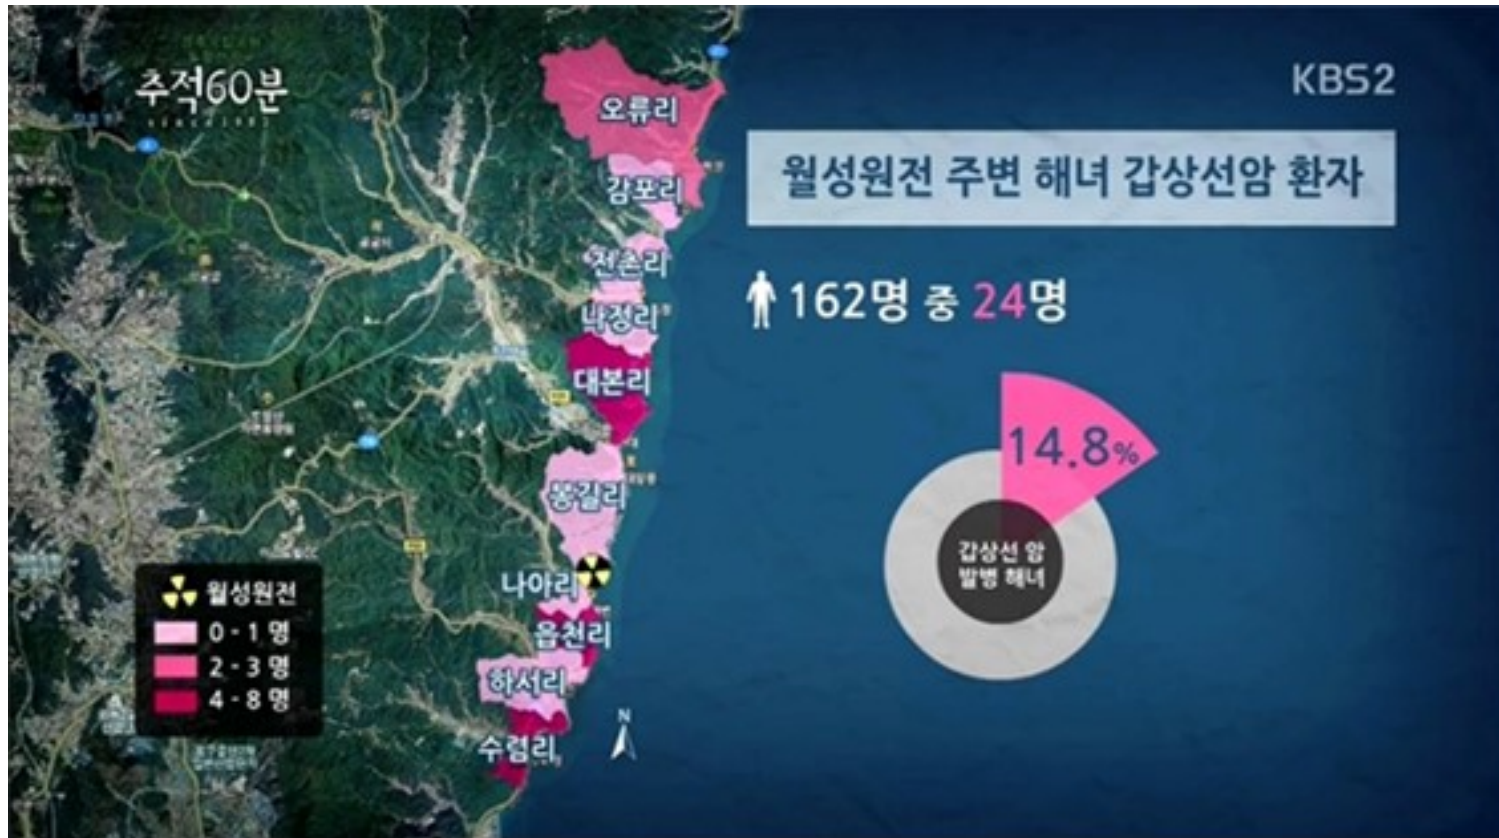 추적60분
KBS2
월성원전 주변 해녀 갑상선암 환자
162명 중 24명
14.8%
갑상선 암
발병 해녀
오류리
감포리
전촌리
나정리
대본리
봉길리
나아리
읍천리
하서리
수렴리
월성원전
0 - 1 명
2 - 3 명
4 - 8 명
N